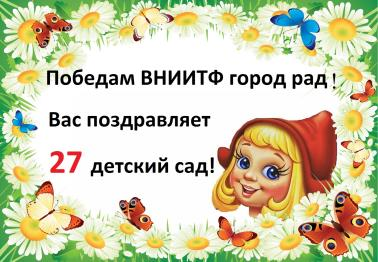 Победам ВНИИТФ город рад!
Вас поздравляет
27 детский сад!